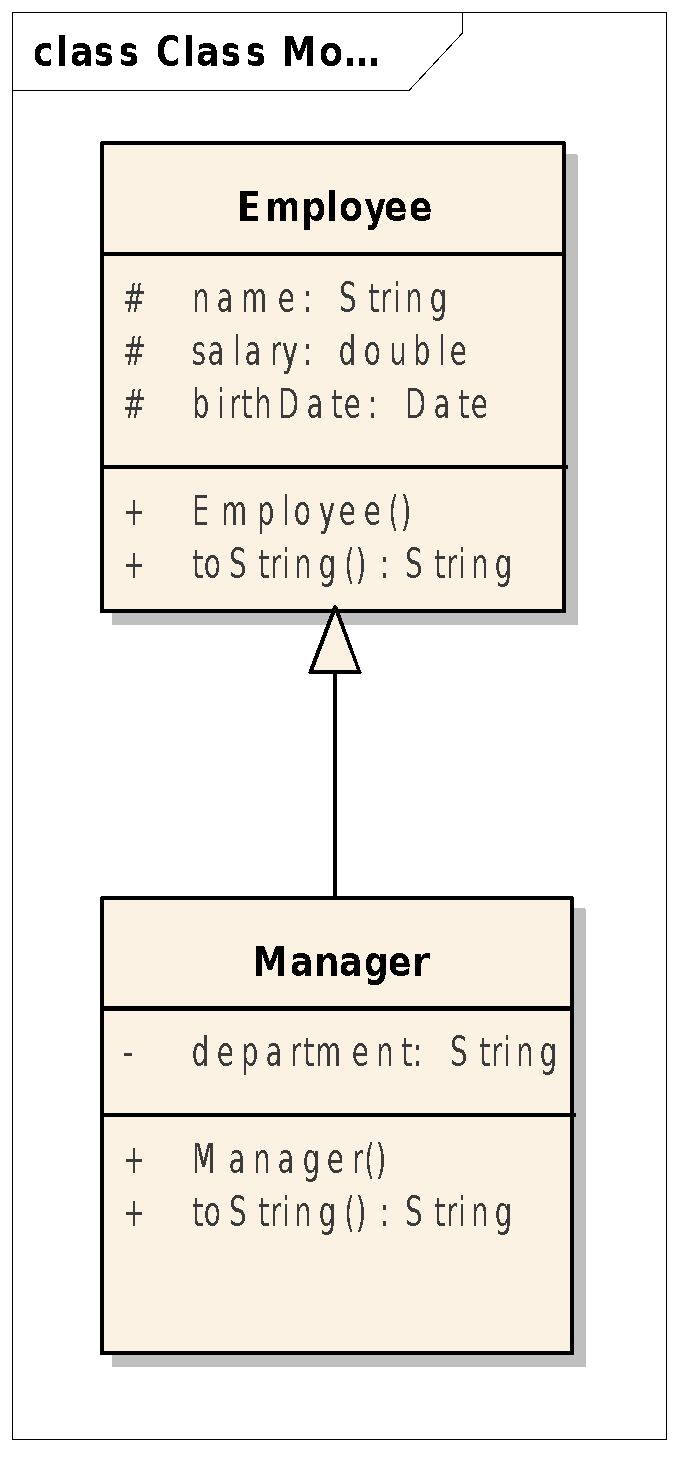 class Class Mo...
Employee
# name: String
# salary: double
# birthDate: Date
+ Employee()
+ toString() : String
Manager
- department: String
+ Manager()
+ toString() : String